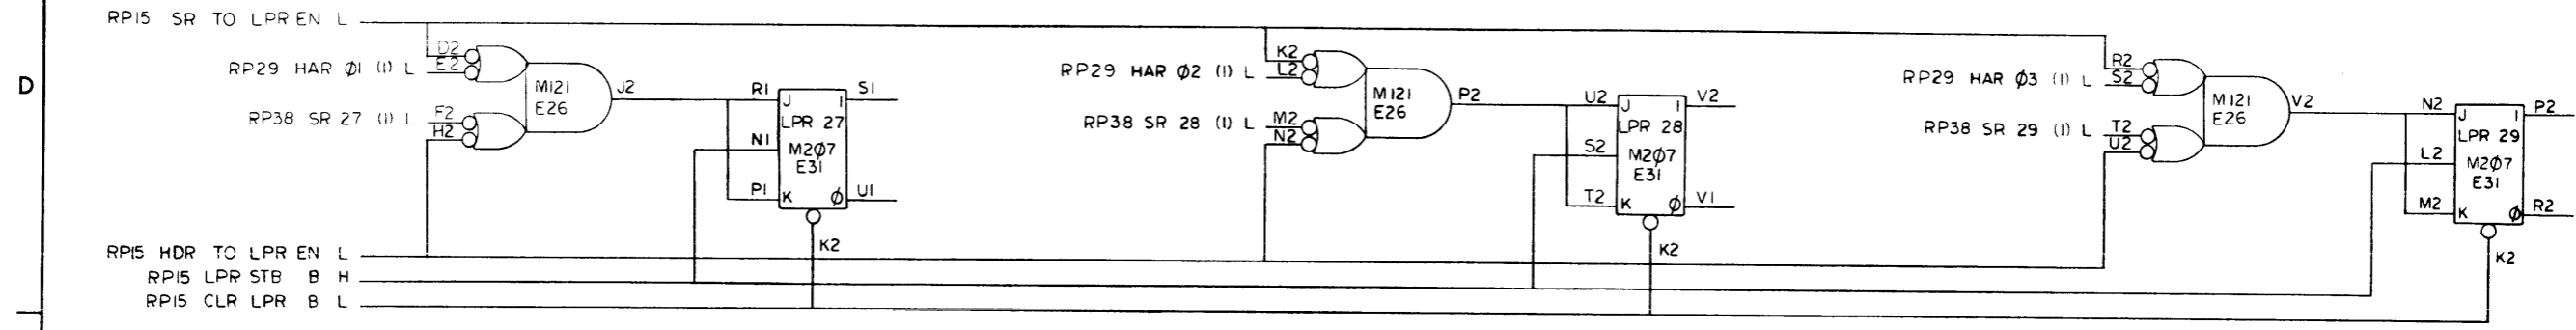 RP15 SR TO LPR EN L
D2
E2
RP29 HAR Ø1 (1) L
M121
E26
J2
RP38 SR 27 (1) L
F2
H2
R1
J
1
S1
LPR 27
N1
M2Ø7
E31
P1
K
Ø
U1
K2
K2
L2
RP29 HAR Ø2 (1) L
M121
E26
P2
RP38 SR 28 (1) L
M2
N2
U2
J
1
V2
LPR 28
S2
M2Ø7
E31
T2
K
Ø
V1
K2
R2
S2
RP29 HAR Ø3 (1) L
M121
E26
V2
RP38 SR 29 (1) L
T2
U2
N2
J
1
P2
LPR 29
L2
M2Ø7
E31
M2
K
Ø
R2
K2
D
RP15 HDR TO LPR EN L
RP15 LPR STB B H
RP15 CLR LPR B L